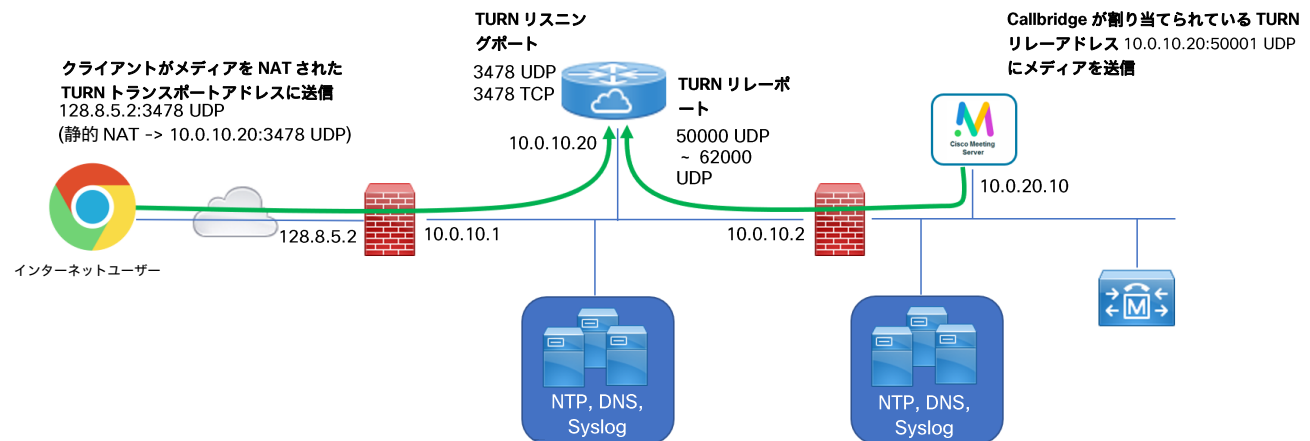 TURN リスニン
グポート
3478 UDP
3478 TCP
Callbridge が割り当てられている TURN
リレーアドレス 10.0.10.20:50001 UDP
にメディアを送信
クライアントがメディアを NAT された
TURN トランスポートアドレスに送信
128.8.5.2:3478 UDP
(静的 NAT -> 10.0.10.20:3478 UDP)
TURN リレーポ
ート
50000 UDP
~ 62000
UDP
10.0.10.20
Cisco Meeting
Server
10.0.20.10
128.8.5.2
10.0.10.1
10.0.10.2
インターネットユーザー
M
NTP, DNS,
Syslog
NTP, DNS,
Syslog